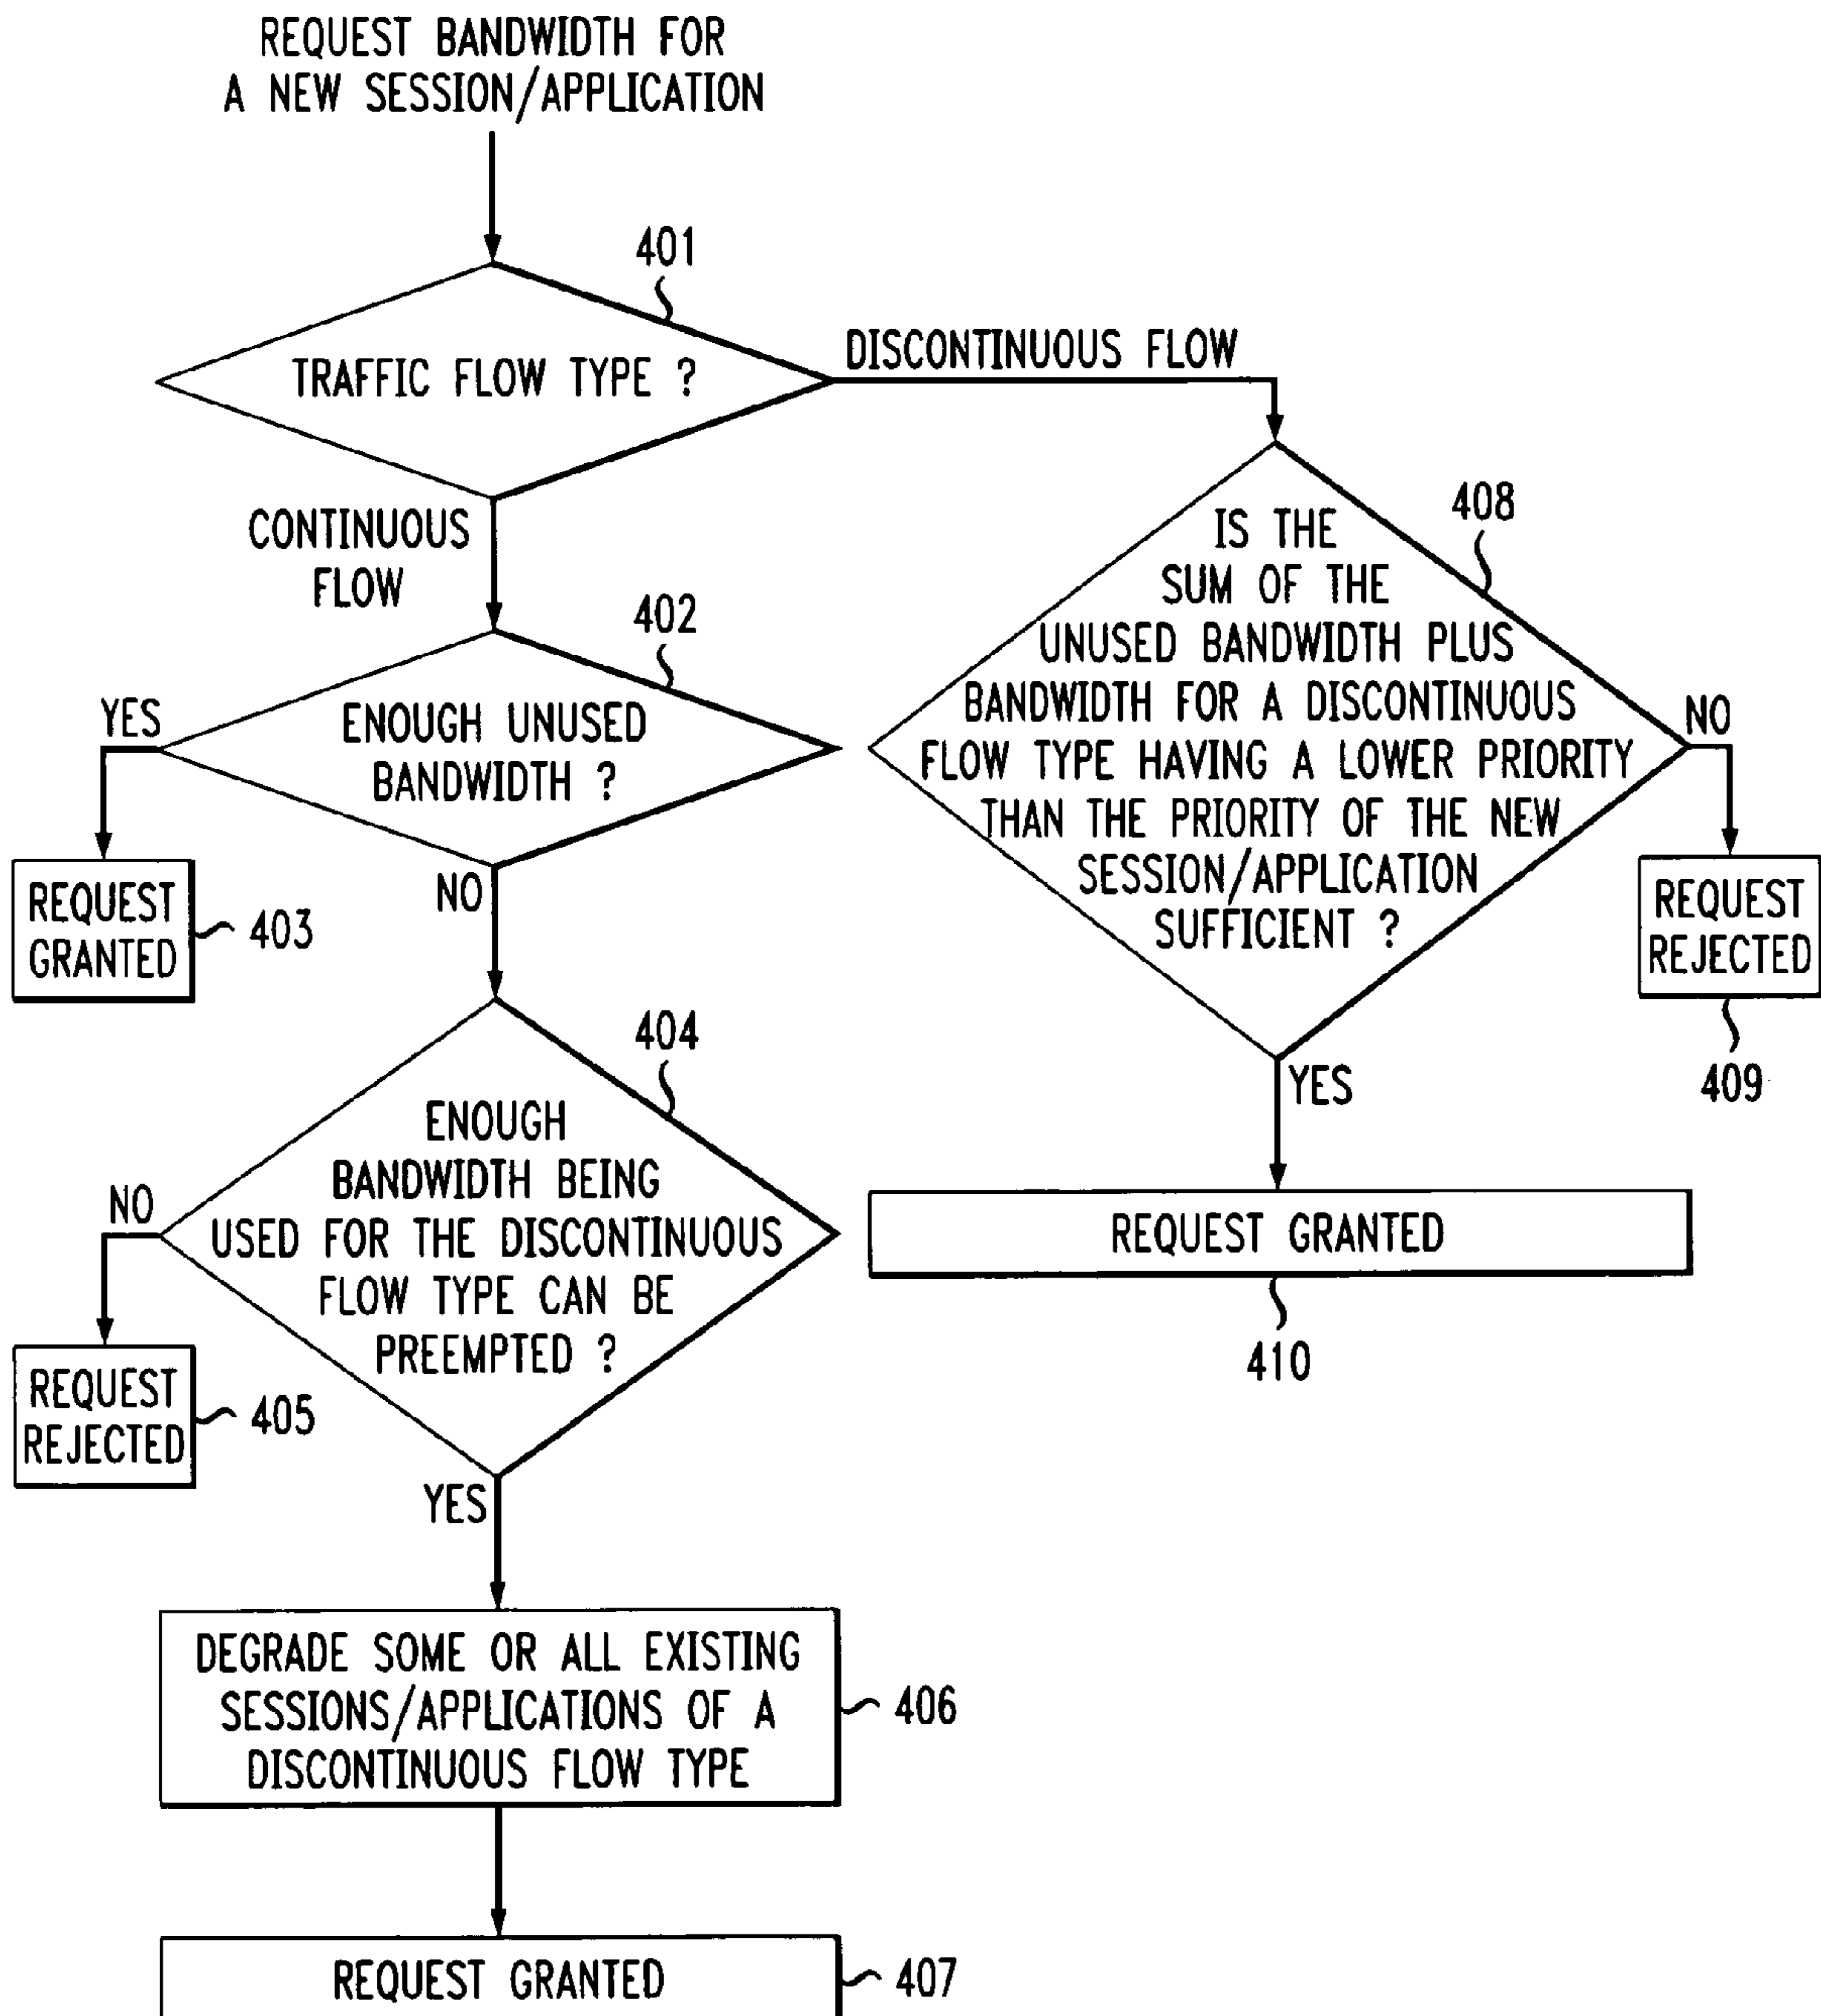 REQUEST BANDWIDTH FOR
A NEW SESSION/APPLICATION
401
TRAFFIC FLOW TYPE ?
DISCONTINUOUS FLOW
CONTINUOUS
FLOW
402
YES
ENOUGH UNUSED
BANDWIDTH ?
NO
REQUEST
GRANTED
403
404
ENOUGH
BANDWIDTH BEING
USED FOR THE DISCONTINUOUS
FLOW TYPE CAN BE
PREEMPTED ?
NO
REQUEST
REJECTED
405
YES
DEGRADE SOME OR ALL EXISTING
SESSIONS/APPLICATIONS OF A
DISCONTINUOUS FLOW TYPE
406
REQUEST GRANTED
407
408
IS THE
SUM OF THE
UNUSED BANDWIDTH PLUS
BANDWIDTH FOR A DISCONTINUOUS
FLOW TYPE HAVING A LOWER PRIORITY
THAN THE PRIORITY OF THE NEW
SESSION/APPLICATION
SUFFICIENT ?
NO
REQUEST
REJECTED
409
YES
REQUEST GRANTED
410